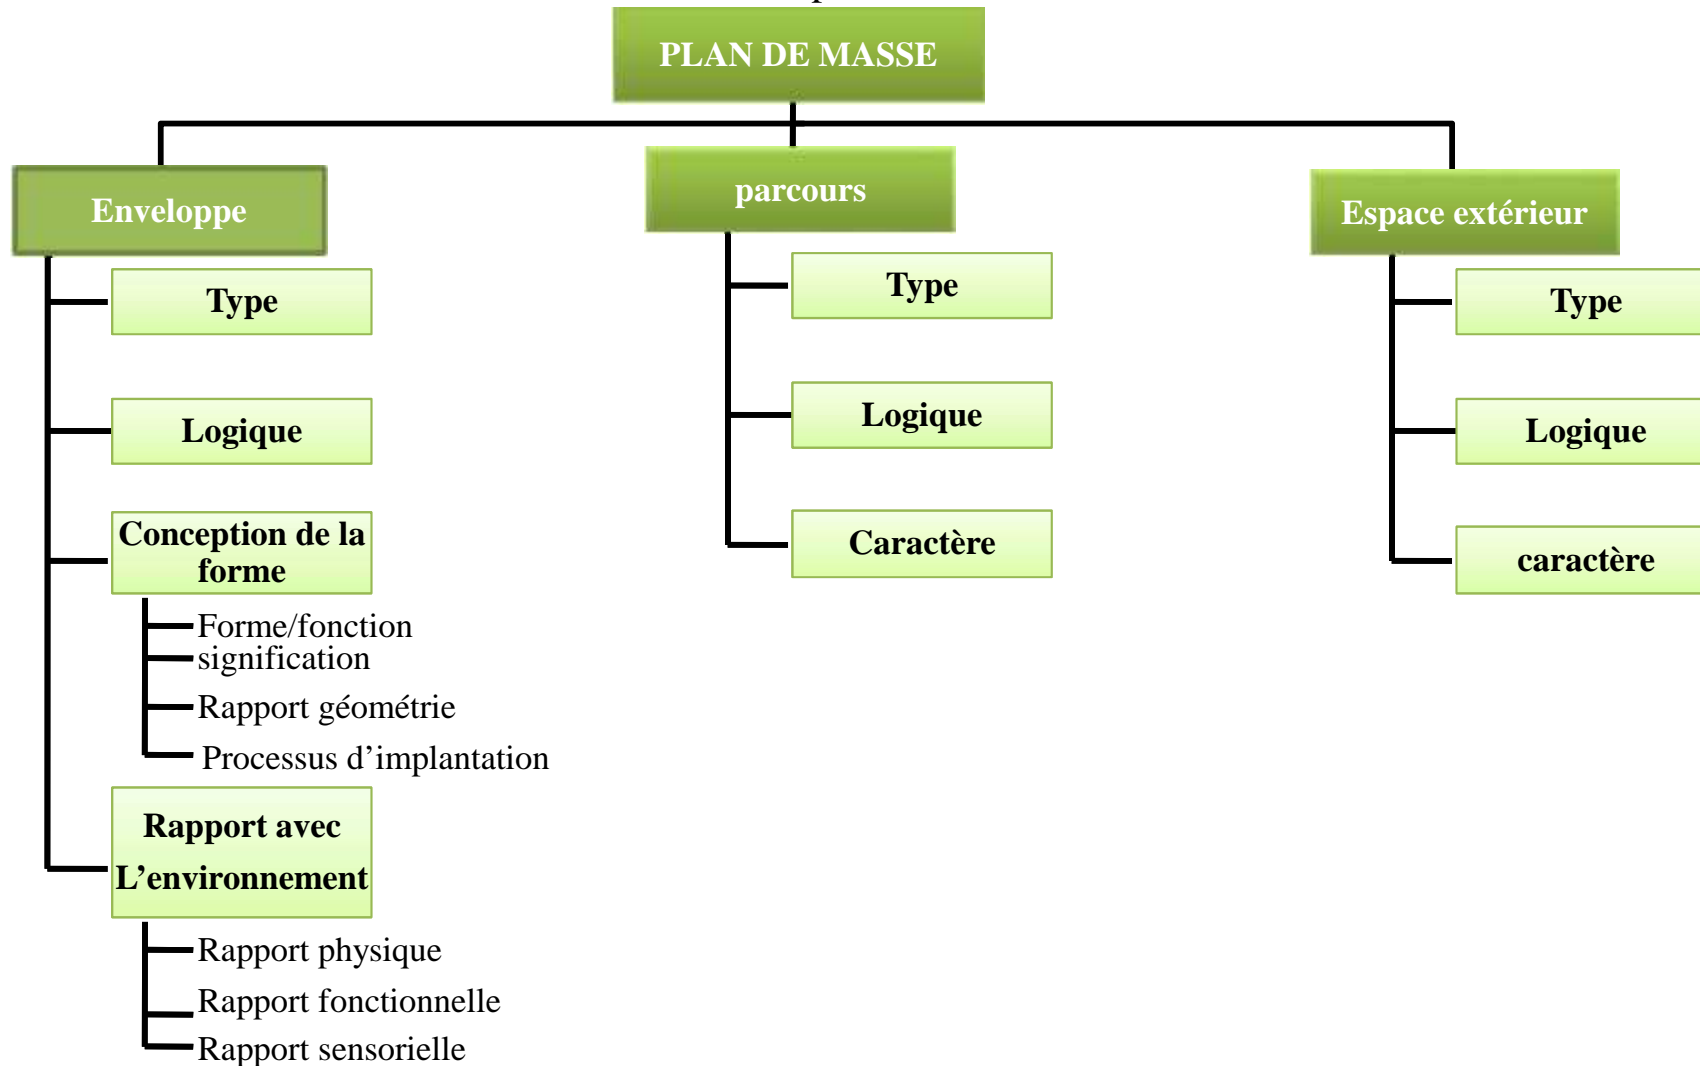 PLAN DE MASSE
Enveloppe
Type
Logique
Conception de la
forme
Forme/fonction
signification
Rapport géométrie
Processus d’implantation
Rapport avec
L’environnement
Rapport physique
Rapport fonctionnelle
Rapport sensorielle
parcours
Type
Logique
Caractère
Espace extérieur
Type
Logique
caractère